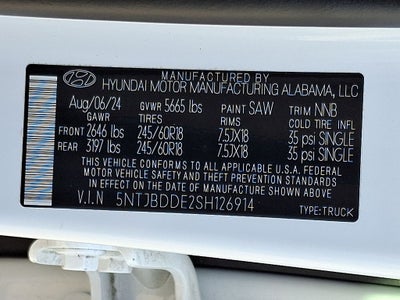 MANUFACTURED BY
HYUNDAI MOTOR MANUFACTURING ALABAMA, LLC
Aug/06/24 GVWR 5665 lbs PAINT SAW TRIM NNB
GAWR TIRES RIMS COLD TIRE INFL
FRONT 2646 lbs 245/60R18 7.5JX18 35 psi SINGLE
REAR 3197 lbs 245/60R18 7.5JX18 35 psi SINGLE
THIS VEHICLE CONFORMS TO ALL APPLICABLE U.S.A FEDERAL
MOTOR VEHICLE SAFETY AND THEFT PREVENTION STANDARDS
IN EFFECT ON THE DATE OF MANUFACTURE SHOWN ABOVE
V.I.N 5NTJBDDE2SH126914 TYPE:TRUCK